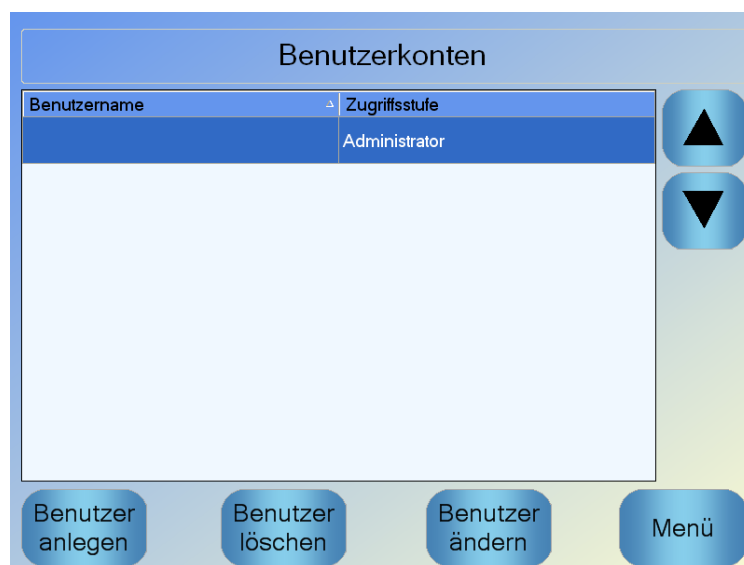 Benutzerkonten
Benutzername Zugriffsstufe
Administrator
Benutzer anlegen
Benutzer löschen
Benutzer ändern
Menü